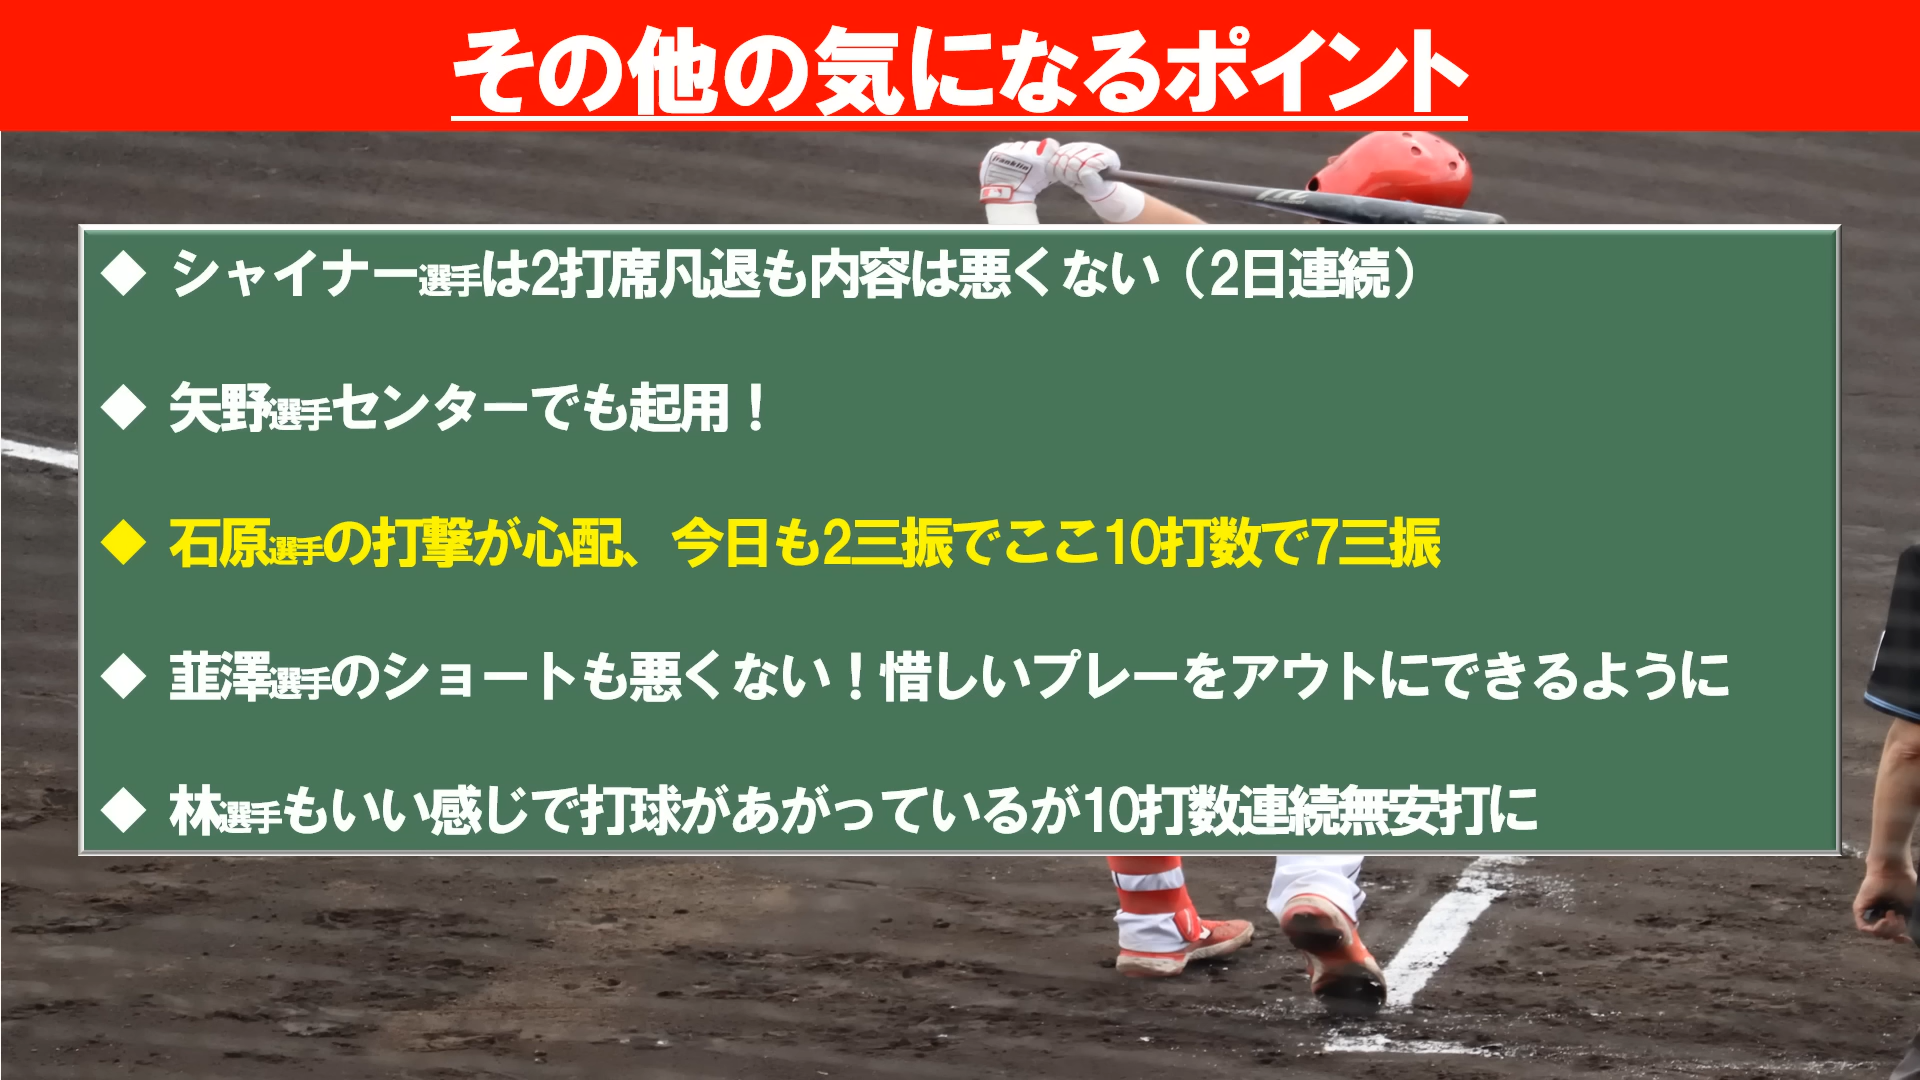 その他の気になるポイント
franklin
◆ シャイナー選手は2打席凡退も内容は悪くない（2日連続）
◆ 矢野選手センターでも起用！
◆ 石原選手の打撃が心配、今日も2三振でここ10打数で7三振
◆ 韮澤選手のショートも悪くない！惜しいプレーをアウトにできるように
◆ 林選手もいい感じで打球があがっているが10打数連続無安打に